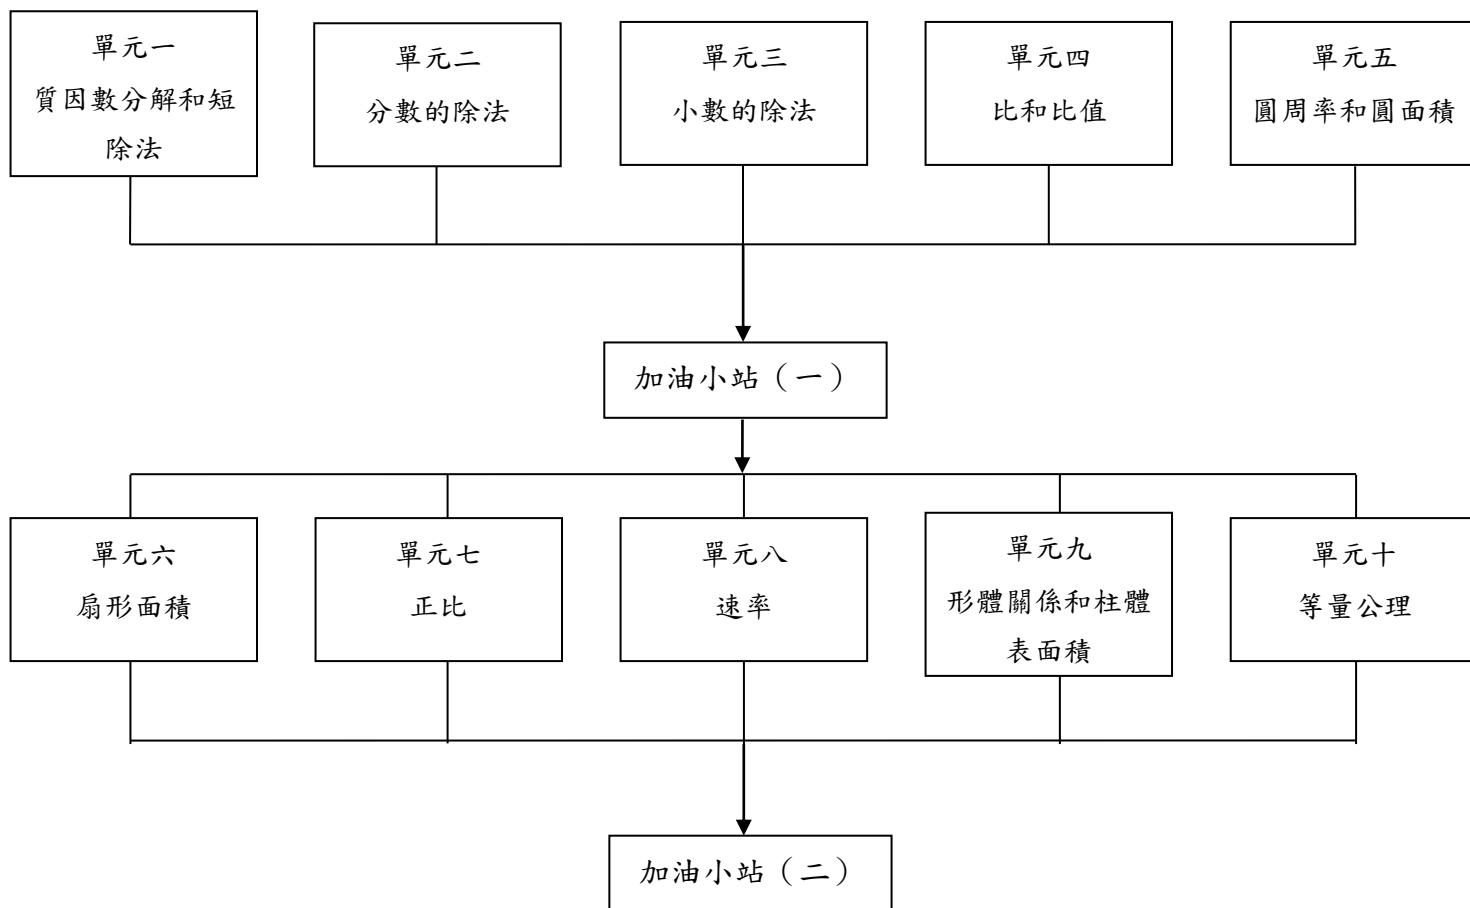 單元一
質因數分解和短
除法
單元二
分數的除法
單元三
小數的除法
單元四
比和比值
單元五
圓周率和圓面積
加油小站（一）
單元六
扇形面積
單元七
正比
單元八
速率
單元九
形體關係和柱體
表面積
單元十
等量公理
加油小站（二）